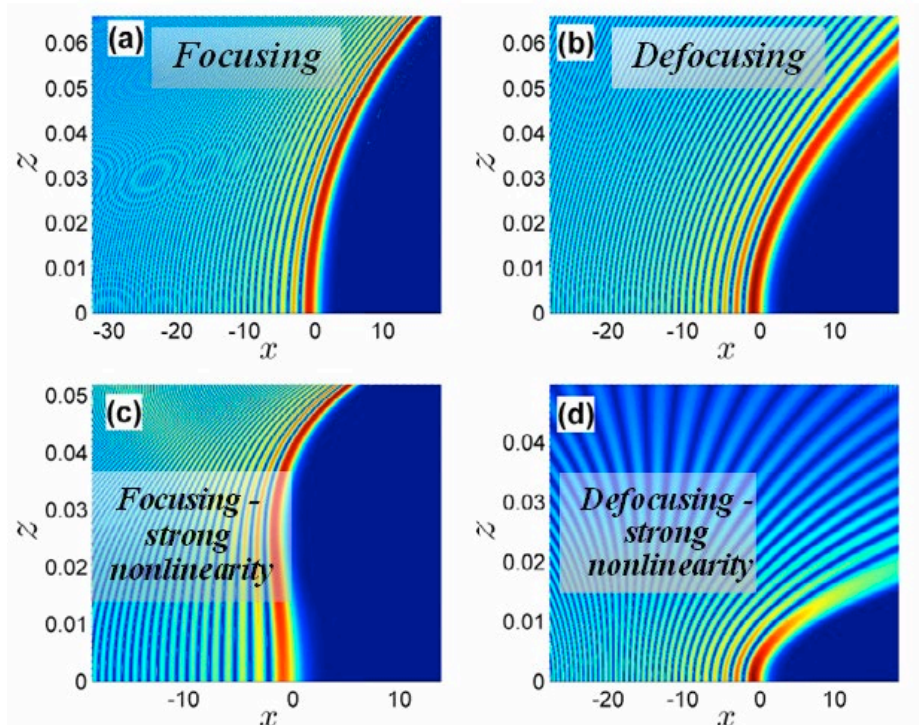 (a)
Focusing
z
0.06
0.05
0.04
0.03
0.02
0.01
0
-30 -20 -10 0 10
x
(b)
Defocusing
z
0.06
0.05
0.04
0.03
0.02
0.01
0
-20 -10 0 10
x
(c)
Focusing -
strong
nonlinearity
z
0.05
0.04
0.03
0.02
0.01
0
-10 0 10
x
(d)
Defocusing -
strong
nonlinearity
z
0.04
0.03
0.02
0.01
0
-20 -10 0 10
x